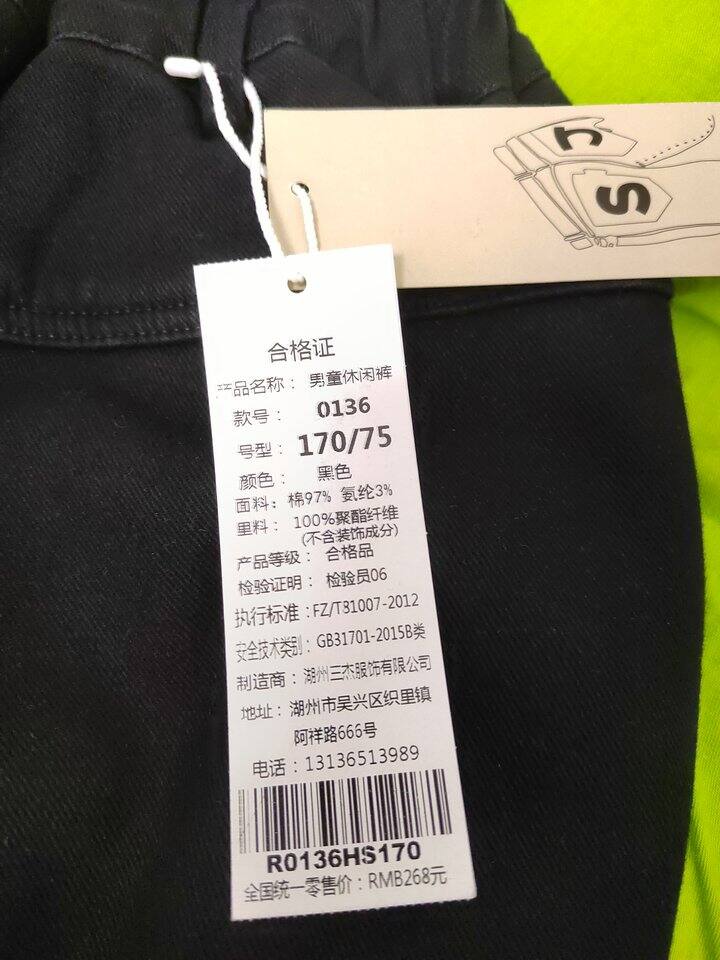 J
S
合格证
产品名称：男童休闲裤
款号：0136
号型：170/75
颜色：黑色
面料：棉97% 氨纶3%
里料：100%聚酯纤维
(不含装饰成分)
产品等级：合格品
检验证明：检验员06
执行标准：FZ/T81007-2012
安全技术类别：GB31701-2015B类
制造商：湖州三杰服饰有限公司
地址：湖州市吴兴区织里镇
阿祥路666号
电话：13136513989
R0136HS170
全国统一零售价：RMB268元